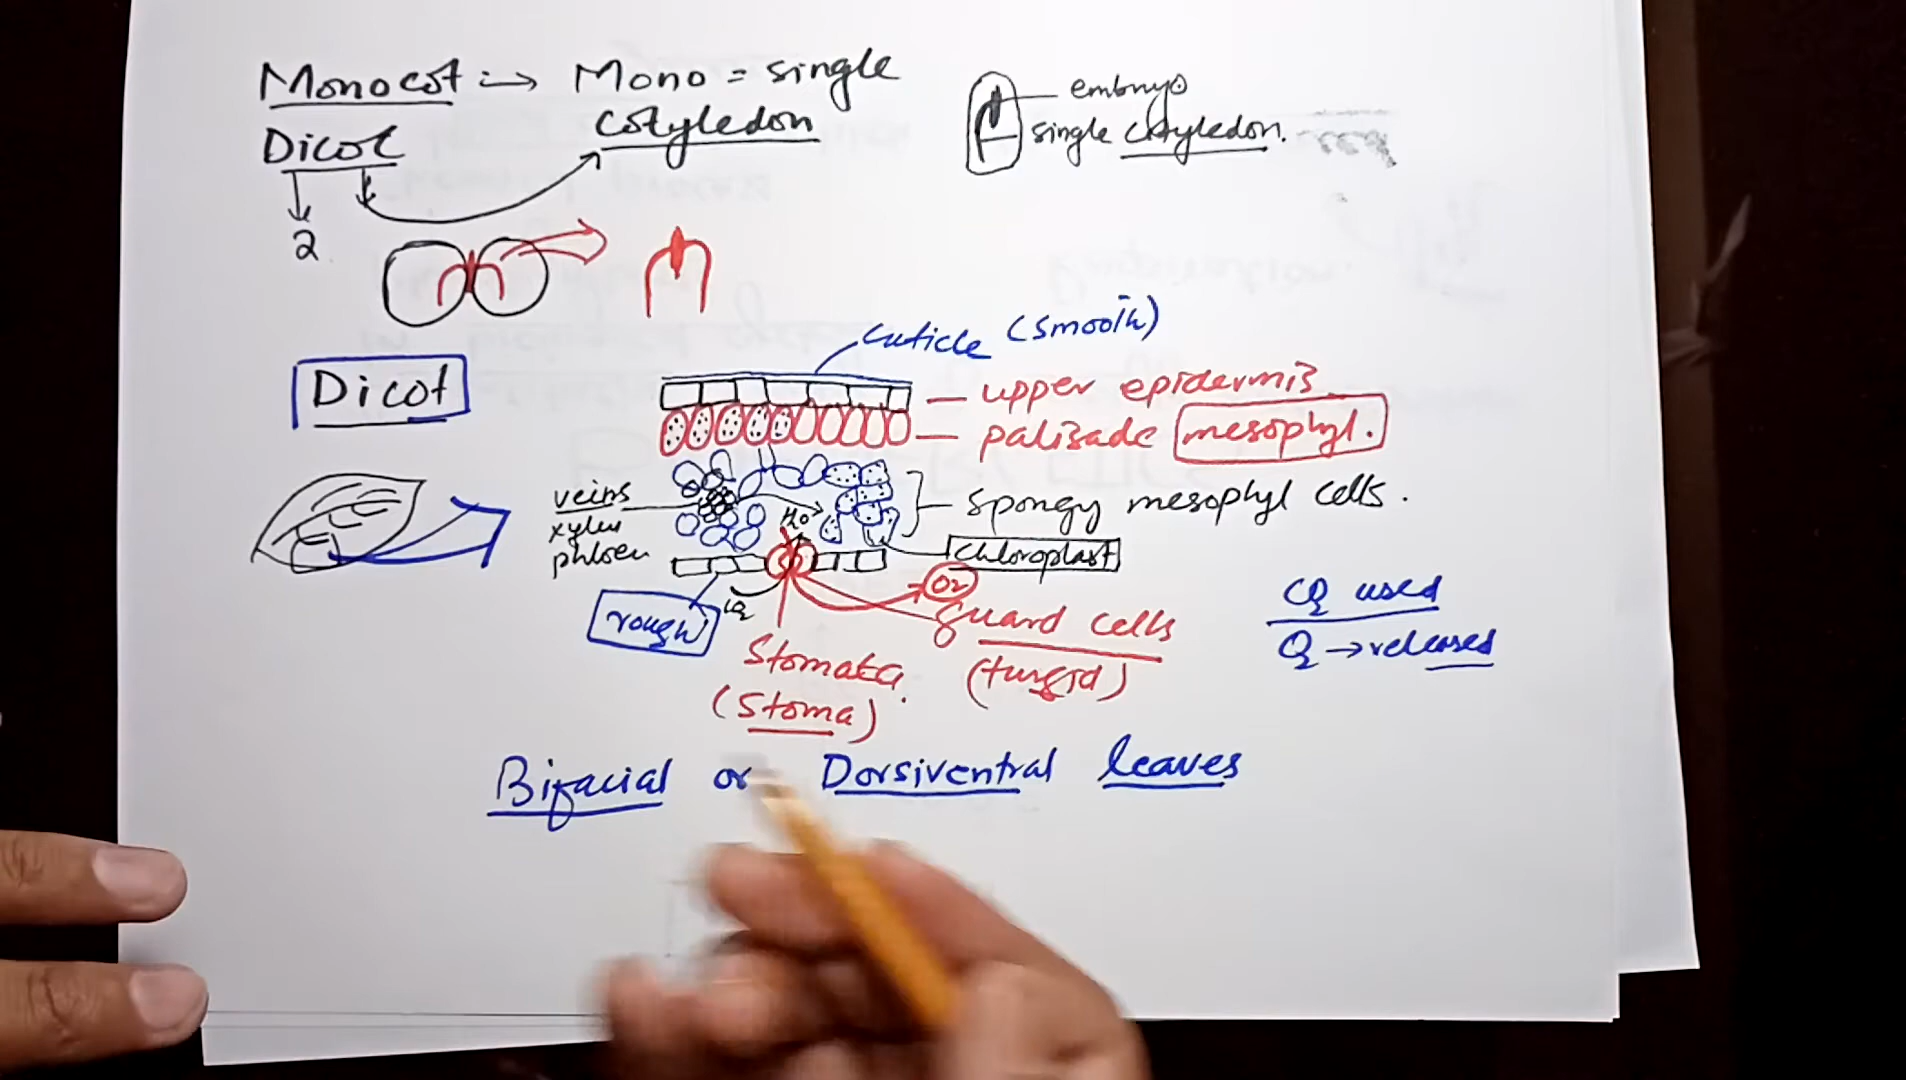 Monocot :→ Mono = single
cotyledon
Dicot
2
embryo
single cotyledon.
Dicot
cuticle (smooth)
upper epidermis
palisade mesophyl.
veins
xylem
phloem
spongy mesophyl cells.
H2O
chloroplast
O2
CO2
rough
guard cells
(turgid)
Stomata.
(Stoma)
CO2 used
O2 → released
Bifacial or Dorsiventral leaves